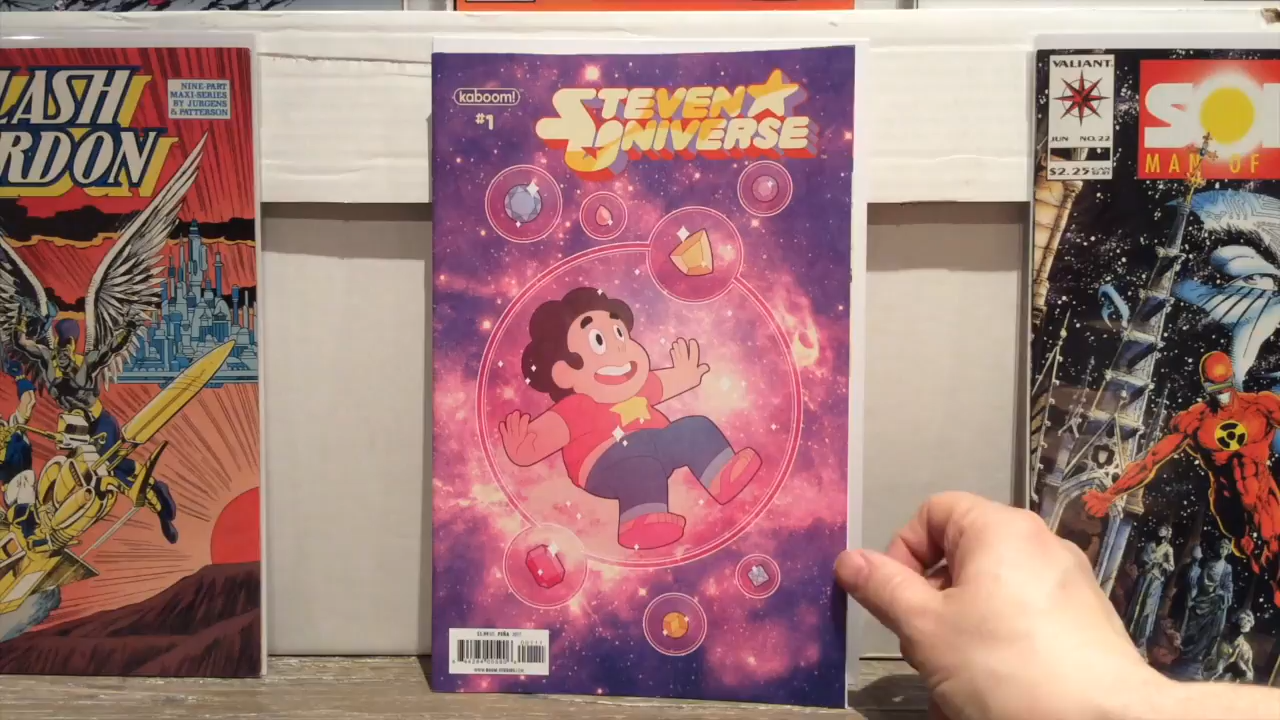 LASH
RDON
NINE-PART
MAXI-SERIES
BY JURGENS
& PATTERSON
kaboom!
#1
STEVEN
UNIVERSE
VALIANT
JUN NO. 22
$2.25
SO
MAN OF